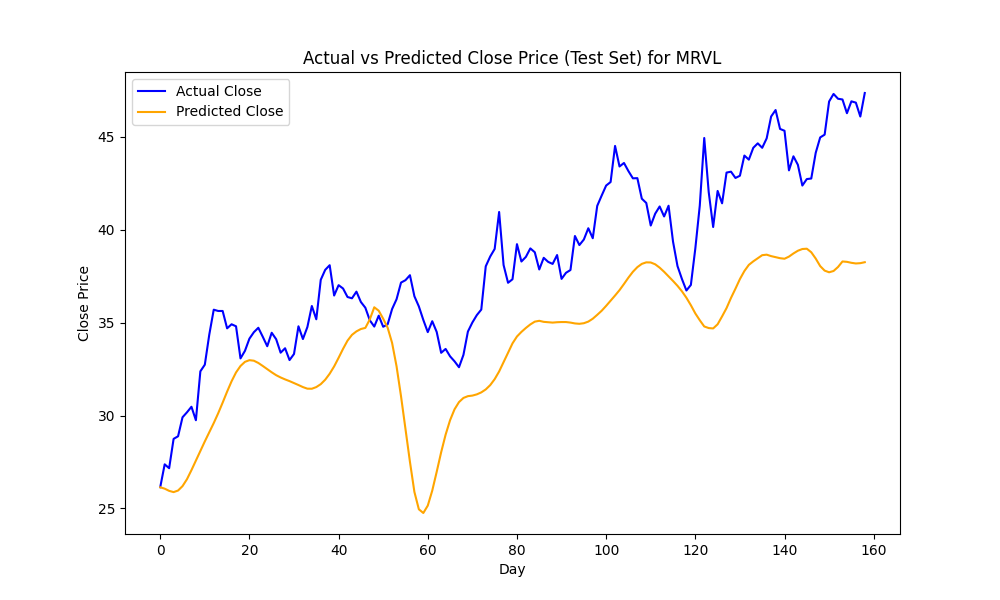 Actual vs Predicted Close Price (Test Set) for MRVL
Actual Close
Predicted Close
Close Price
45
40
35
30
25
0 20 40 60 80 100 120 140 160
Day